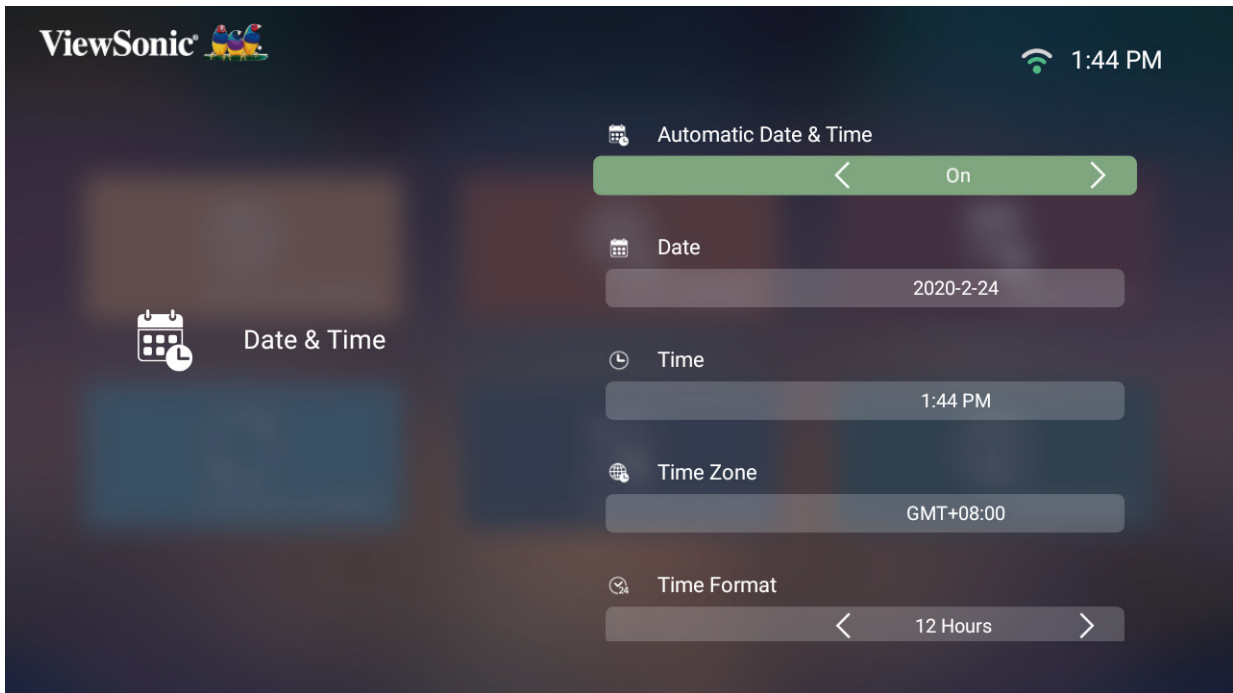 ViewSonic®
1:44 PM
Date & Time
Automatic Date & Time
On
Date
2020-2-24
Time
1:44 PM
Time Zone
GMT+08:00
Time Format
12 Hours